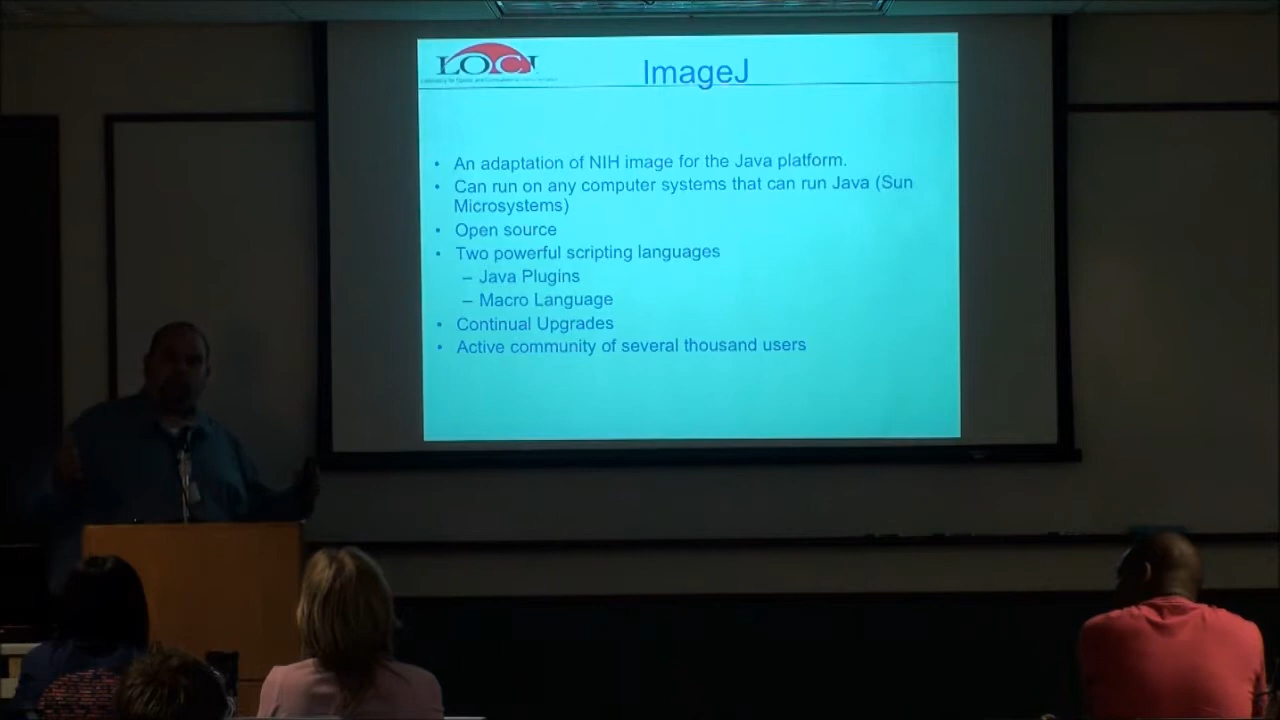 LOCI
ImageJ
• An adaptation of NIH image for the Java platform.
• Can run on any computer systems that can run Java (Sun
Microsystems)
• Open source
• Two powerful scripting languages
– Java Plugins
– Macro Language
• Continual Upgrades
• Active community of several thousand users